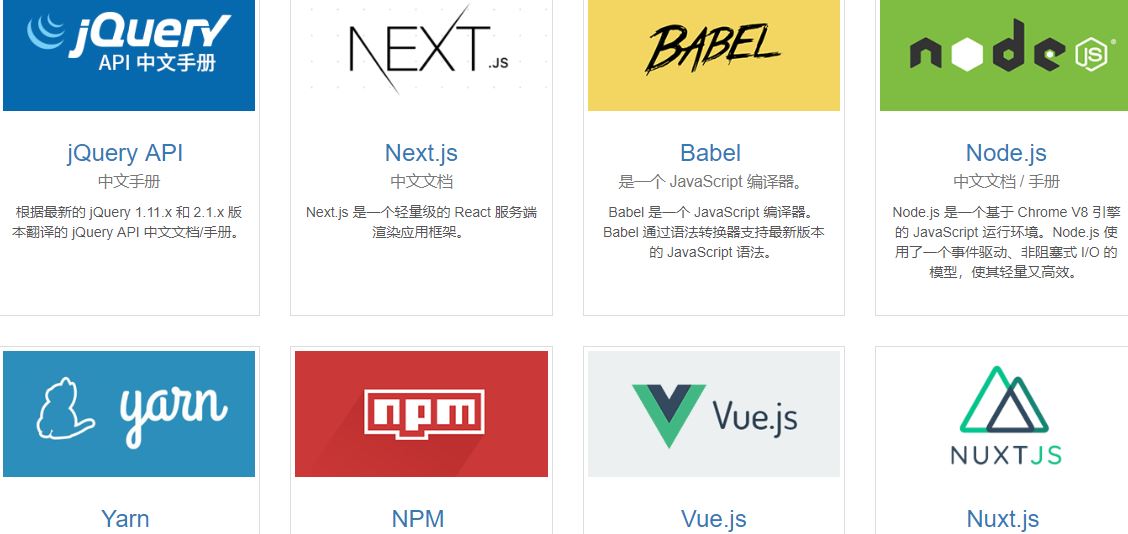 jQuery
API 中文手册
NEXT.JS
BABEL
node
JS
jQuery API
中文手册
根据最新的 jQuery 1.11.x 和 2.1.x 版
本翻译的 jQuery API 中文文档/手册。
Next.js
中文文档
Next.js 是一个轻量级的 React 服务端
渲染应用框架。
Babel
是一个 JavaScript 编译器。
Babel 是一个 JavaScript 编译器。
Babel 通过语法转换器支持最新版本
的 JavaScript 语法。
Node.js
中文文档 / 手册
Node.js 是一个基于 Chrome V8 引擎
的 JavaScript 运行环境。Node.js 使
用了一个事件驱动、非阻塞式 I/O 的
模型，使其轻量又高效。
yarn
npm
Vue.js
NUXTJS
Yarn
NPM
Vue.js
Nuxt.js